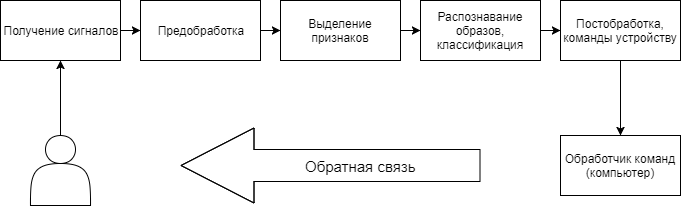 Получение сигналов
Предобработка
Выделение
признаков
Распознавание
образов,
классификация
Постобработка,
команды устройству
Обработчик команд
(компьютер)
Обратная связь